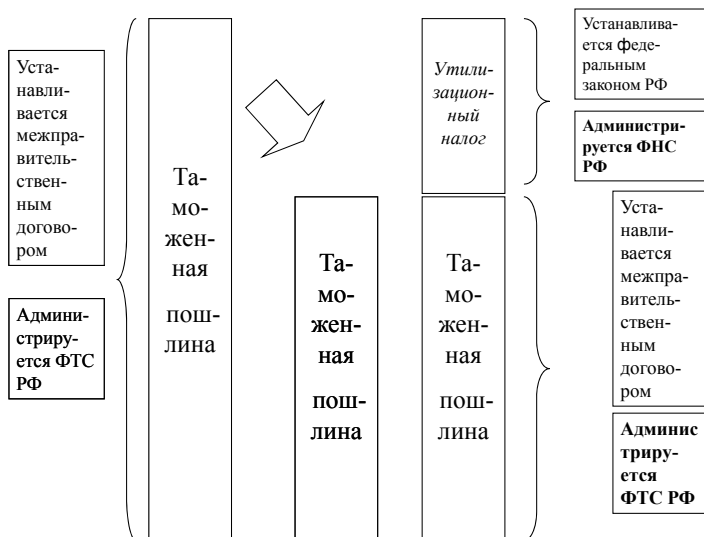 Уста-
навли-
вается
межпра-
витель-
ствен-
ным
догово-
ром
Админи-
стриру-
ется ФТС
РФ
Та-
мо-
жен-
ная
пош-
лина
Та-
мо-
жен-
ная
пош-
лина
Утили-
зацион-
ный
налог
Та-
мо-
жен-
ная
пош-
лина
Устанавлива-
ется феде-
ральным
законом РФ
Администри-
руется ФНС
РФ
Уста-
навли-
вается
межпра-
витель-
ствен-
ным
догово-
ром
Админис
трируу-
ется
ФТС РФ